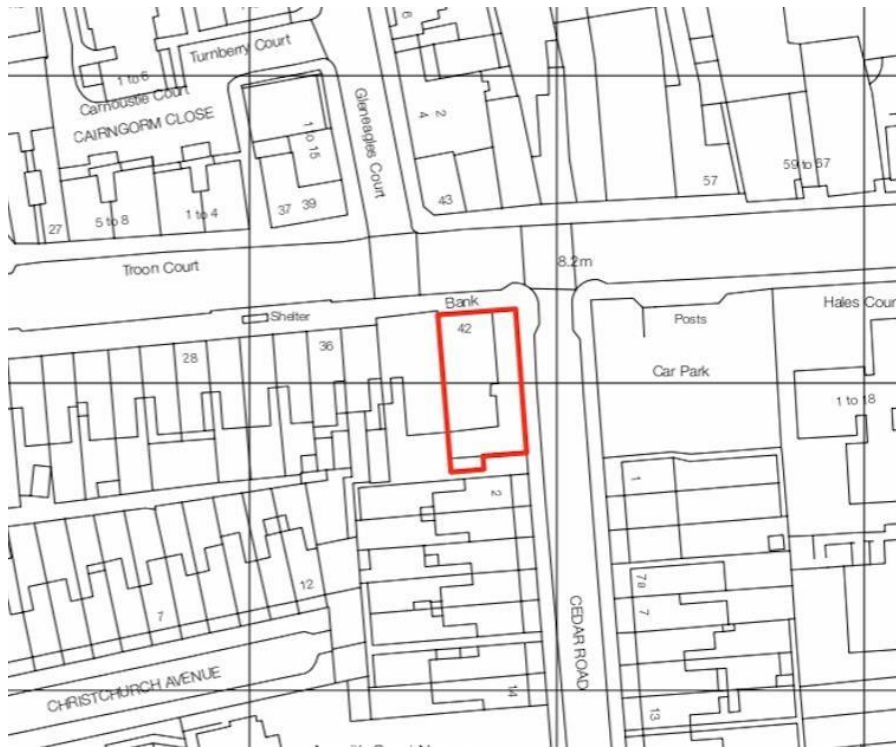 6
Turnberry Court
1 to 6
Carnoustie Court
CAIRNGORM CLOSE
Gleneagles Court
2
4
1 to 15
57
59 to 67
27
5 to 8
1 to 4
37
39
43
Troon Court
8.2m
Bank
Shelter
42
Posts
Hales Cour
28
36
Car Park
1 to 18
2
1
12
7
7a
7
CEDAR ROAD
CHRISTCHURCH AVENUE
14
13